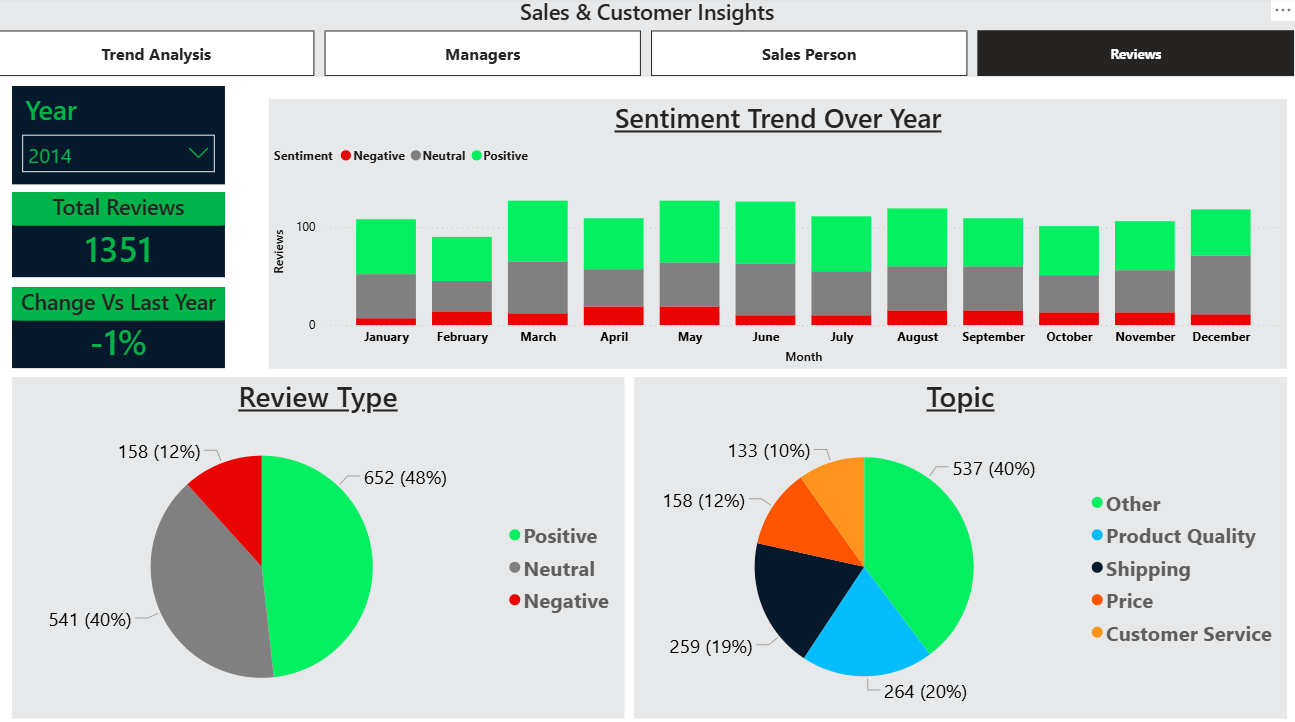 Sales & Customer Insights
Trend Analysis
Managers
Sales Person
Reviews
Year
2014
Total Reviews
1351
Change Vs Last Year
-1%
Sentiment Trend Over Year
Sentiment Negative Neutral Positive
Reviews
100
0
January February March April May June July August September October November December
Month
Review Type
158 (12%)
652 (48%)
541 (40%)
Positive
Neutral
Negative
Topic
133 (10%)
537 (40%)
158 (12%)
259 (19%)
264 (20%)
Other
Product Quality
Shipping
Price
Customer Service